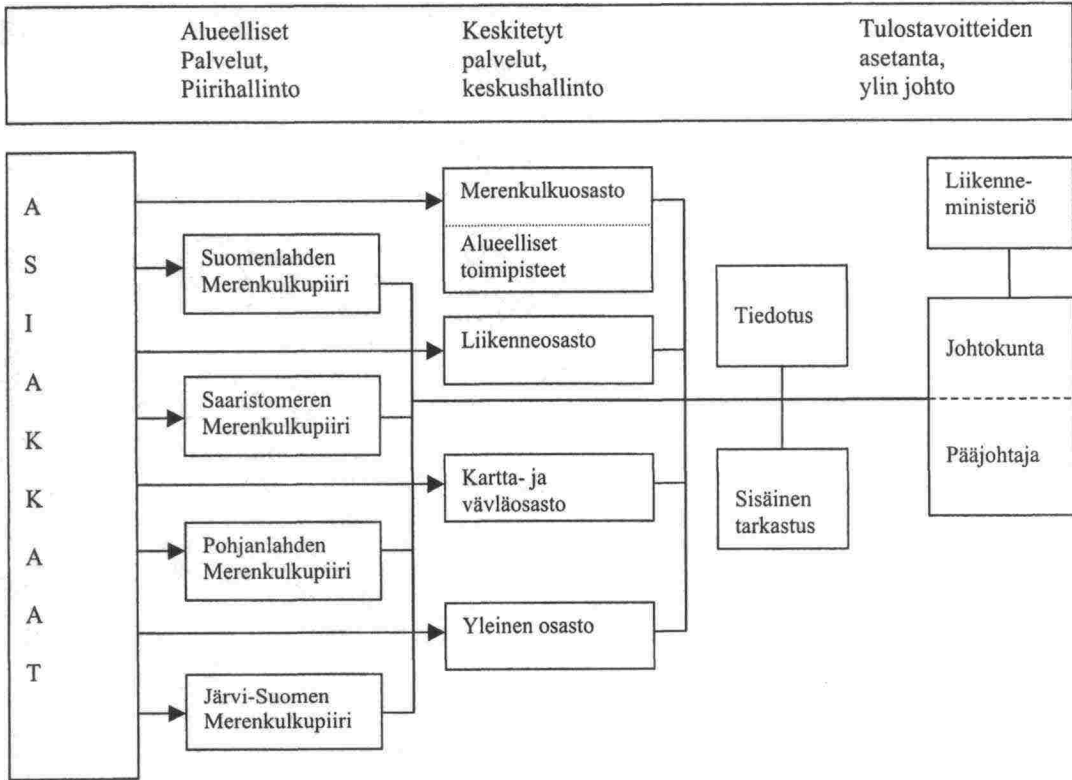 Alueelliset
Palvelut,
Piirihallinto
Keskitetyt
palvelut,
keskushallinto
Tulostavoitteiden
asetanta,
ylin johto
A
S
I
A
K
K
A
A
T
Suomenlahden
Merenkulkupiiri
Saaristomeren
Merenkulkupiiri
Pohjanlahden
Merenkulkupiiri
Järvi-Suomen
Merenkulkupiiri
Merenkulkuosasto
Alueelliset
toimipisteet
Liikenneosasto
Kartta- ja
vävläosasto
Yleinen osasto
Tiedotus
Sisäinen
tarkastus
Liikenne-
ministeriö
Johtokunta
Pääjohtaja